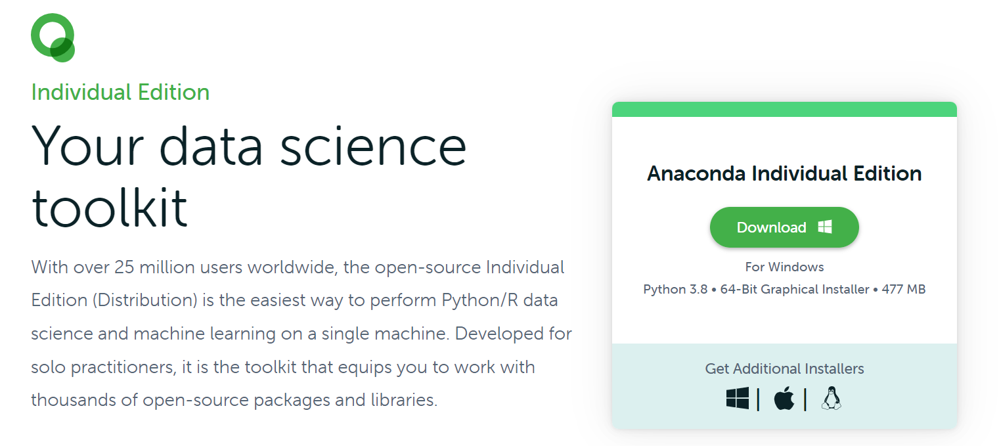 Individual Edition
Your data science
toolkit
With over 25 million users worldwide, the open-source Individual
Edition (Distribution) is the easiest way to perform Python/R data
science and machine learning on a single machine. Developed for
solo practitioners, it is the toolkit that equips you to work with
thousands of open-source packages and libraries.
Anaconda Individual Edition
Download
For Windows
Python 3.8 • 64-Bit Graphical Installer • 477 MB
Get Additional Installers